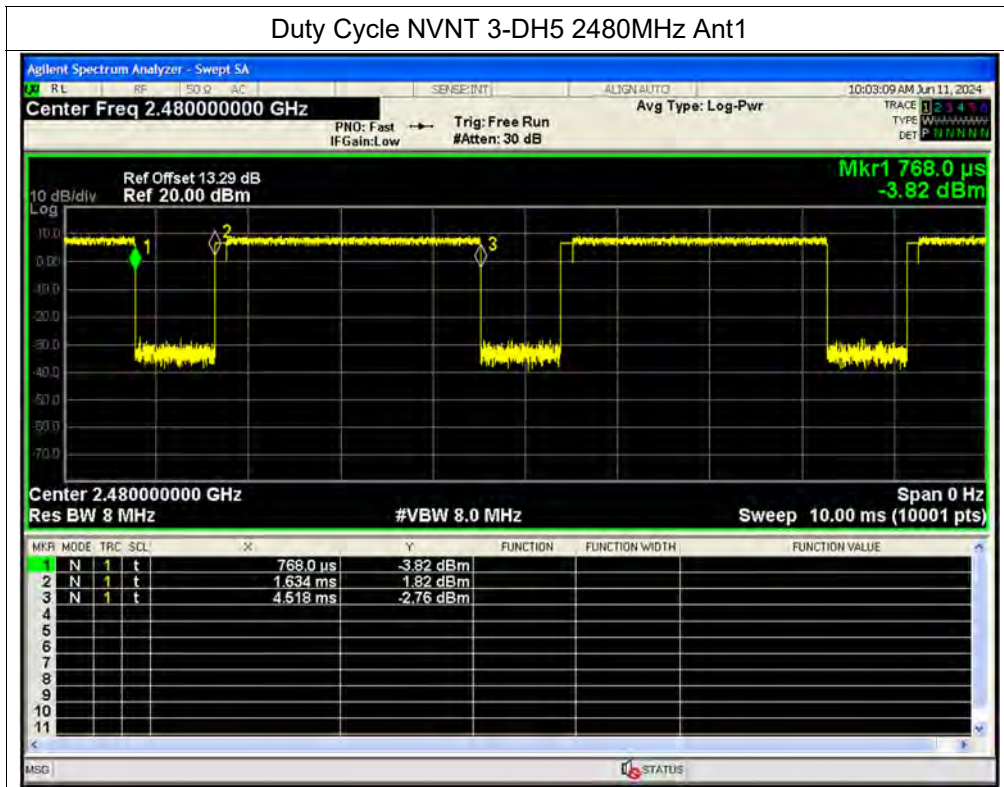 Duty Cycle NVNT 3-DH5 2480MHz Ant1
Agilent Spectrum Analyzer - Swept SA
RL RF 50 Ω AC SENSE:INT ALIGN AUTO 10:03:09 AM Jun 11, 2024
Center Freq 2.480000000 GHz Avg Type: Log-Pwr TRACE 1 2 3 4 5 6
PNO: Fast Trig: Free Run TYPE W
IFGain:Low #Atten: 30 dB DET P N N N N N
Mkr1 768.0 µs
Ref Offset 13.29 dB
10 dB/div Ref 20.00 dBm -3.82 dBm
Log
10.0
0.00
-10.0
-20.0
-30.0
-40.0
-50.0
-60.0
-70.0
1
2
3
Center 2.480000000 GHz Span 0 Hz
Res BW 8 MHz #VBW 8.0 MHz Sweep 10.00 ms (10001 pts)
MKR MODE TRC SCL X Y FUNCTION FUNCTION WIDTH FUNCTION VALUE
1 N 1 t 768.0 µs -3.82 dBm
2 N 1 t 1.634 ms 1.82 dBm
3 N 1 t 4.518 ms -2.76 dBm
4
5
6
7
8
9
10
11
MSG STATUS